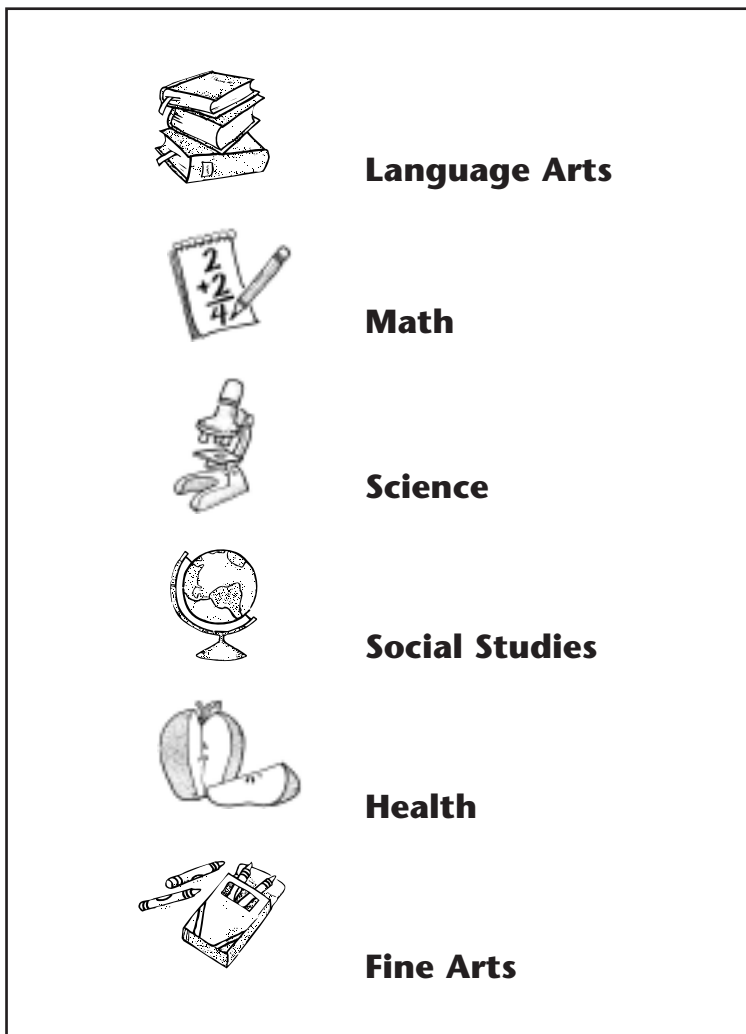 Language Arts
2
+2
4
Math
Science
Social Studies
Health
Fine Arts